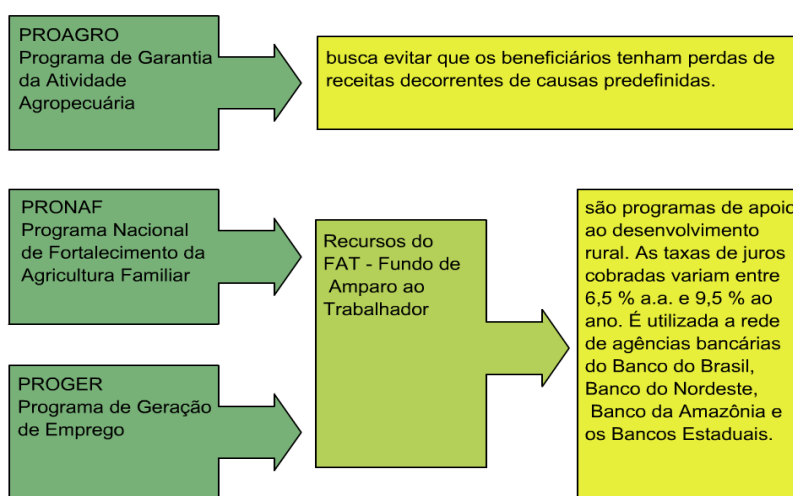 PROAGRO
Programa de Garantia
da Atividade
Agropecuária
busca evitar que os beneficiários tenham perdas de
receitas decorrentes de causas predefinidas.
PRONAF
Programa Nacional
de Fortalecimento da
Agricultura Familiar
Recursos do
FAT - Fundo de
Amparo ao
Trabalhador
são programas de apoio
ao desenvolvimento
rural. As taxas de juros
cobradas variam entre
6,5 % a.a. e 9,5 % ao
ano. É utilizada a rede
de agências bancárias
do Banco do Brasil,
Banco do Nordeste,
Banco da Amazônia e
os Bancos Estaduais.
PROGER
Programa de Geração
de Emprego